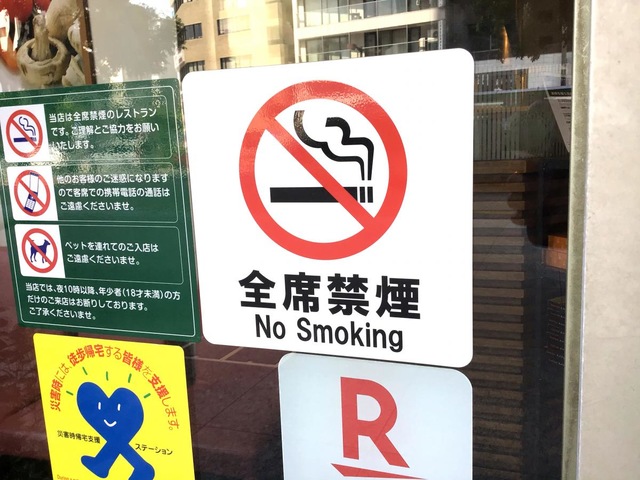 当店は全席禁煙のレストラン
です。ご理解とご協力をお願い
いたします。
他のお客様のご迷惑になります
ので客席での携帯電話の通話は
ご遠慮くださいませ。
ペットを連れてのご入店は
ご遠慮くださいませ。
当店では、夜10時以降、年少者(18才未満)の方
だけのご来店はお断りしております。
ご了承くださいませ。
全席禁煙
No Smoking
災害時には、徒歩帰宅する皆様を支援します。
災害時帰宅支援
ステーション
R